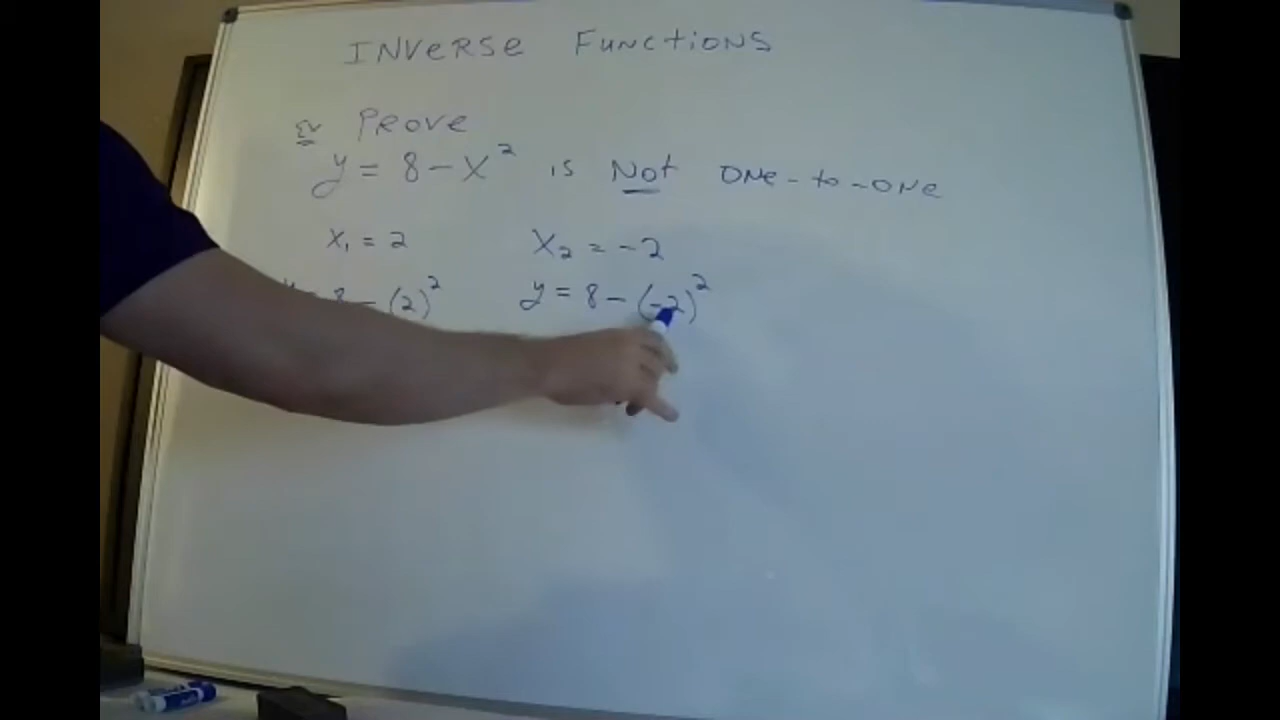 INVERSE FUNCTIONS
Ex PROVE
y = 8 - x² is Not ONE-to-ONE
x₁ = 2 x₂ = -2
y = 8 - (2)² y = 8 - (-2)²